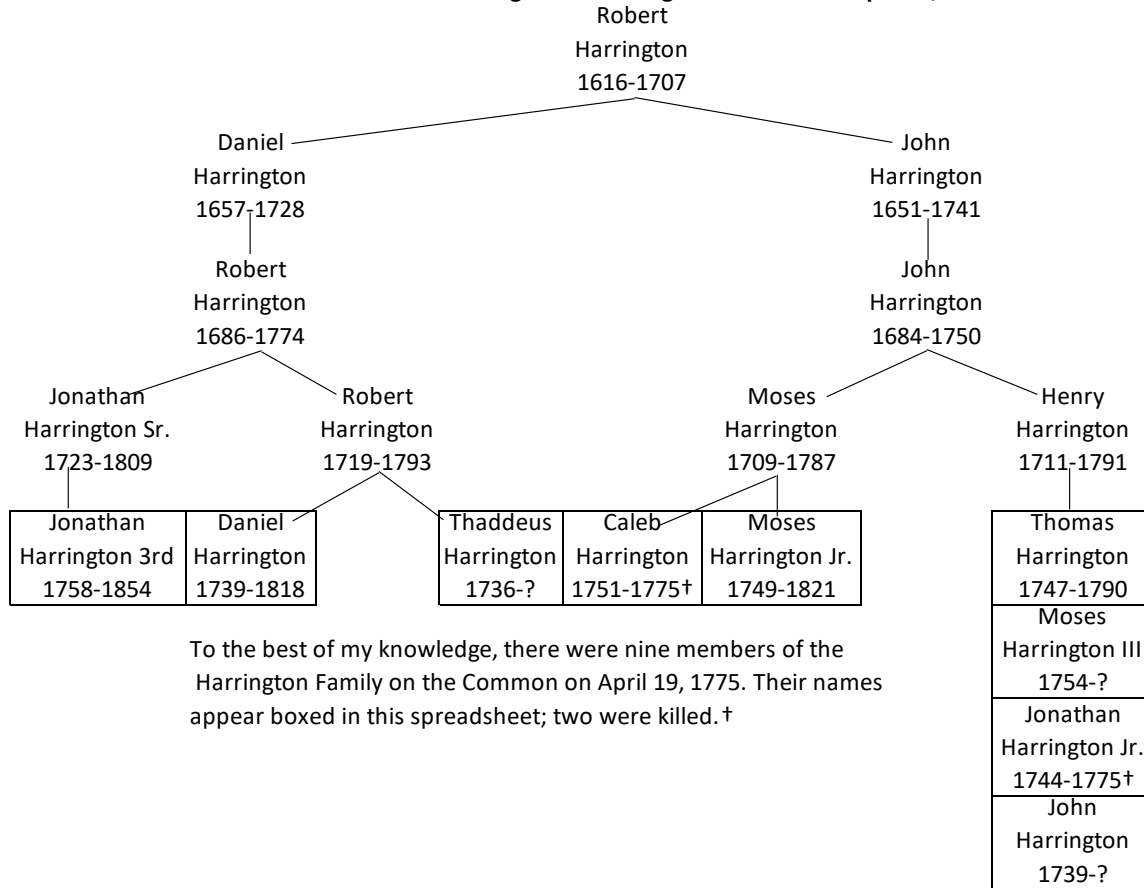 Robert
Harrington
1616-1707
Daniel
Harrington
1657-1728
John
Harrington
1651-1741
Robert
Harrington
1686-1774
John
Harrington
1684-1750
Jonathan
Harrington Sr.
1723-1809
Robert
Harrington
1719-1793
Moses
Harrington
1709-1787
Henry
Harrington
1711-1791
Jonathan
Harrington 3rd
1758-1854
Daniel
Harrington
1739-1818
Thaddeus
Harrington
1736-?
Caleb
Harrington
1751-1775†
Moses
Harrington Jr.
1749-1821
Thomas
Harrington
1747-1790
Moses
Harrington III
1754-?
Jonathan
Harrington Jr.
1744-1775†
John
Harrington
1739-?
To the best of my knowledge, there were nine members of the
Harrington Family on the Common on April 19, 1775. Their names
appear boxed in this spreadsheet; two were killed.†